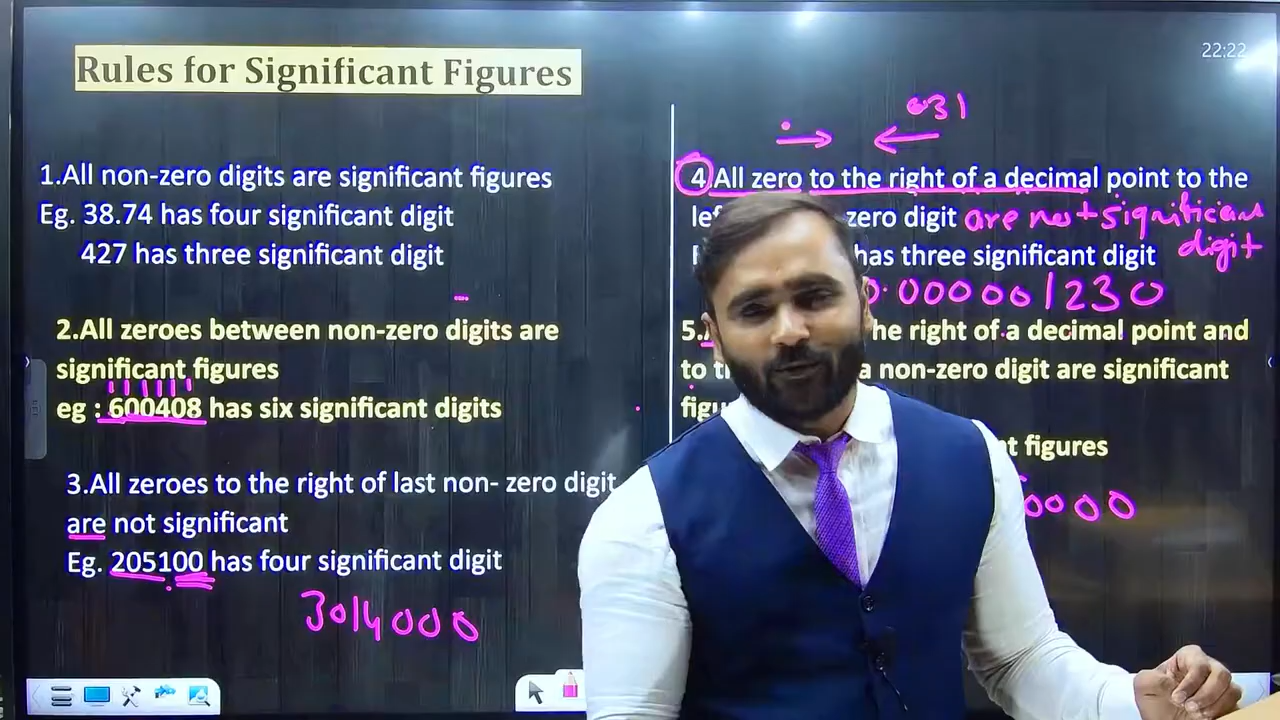 22:22
Rules for Significant Figures
1.All non-zero digits are significant figures
Eg. 38.74 has four significant digit
427 has three significant digit
2.All zeroes between non-zero digits are
significant figures
eg : 600408 has six significant digits
3.All zeroes to the right of last non- zero digit
are not significant
Eg. 205100 has four significant digit
3014000
4.All zero to the right of a decimal point to the
zero digit are not significant
digit
has three significant digit
0.000001230
5.
he right of a decimal point and
a non-zero digit are significant
figures